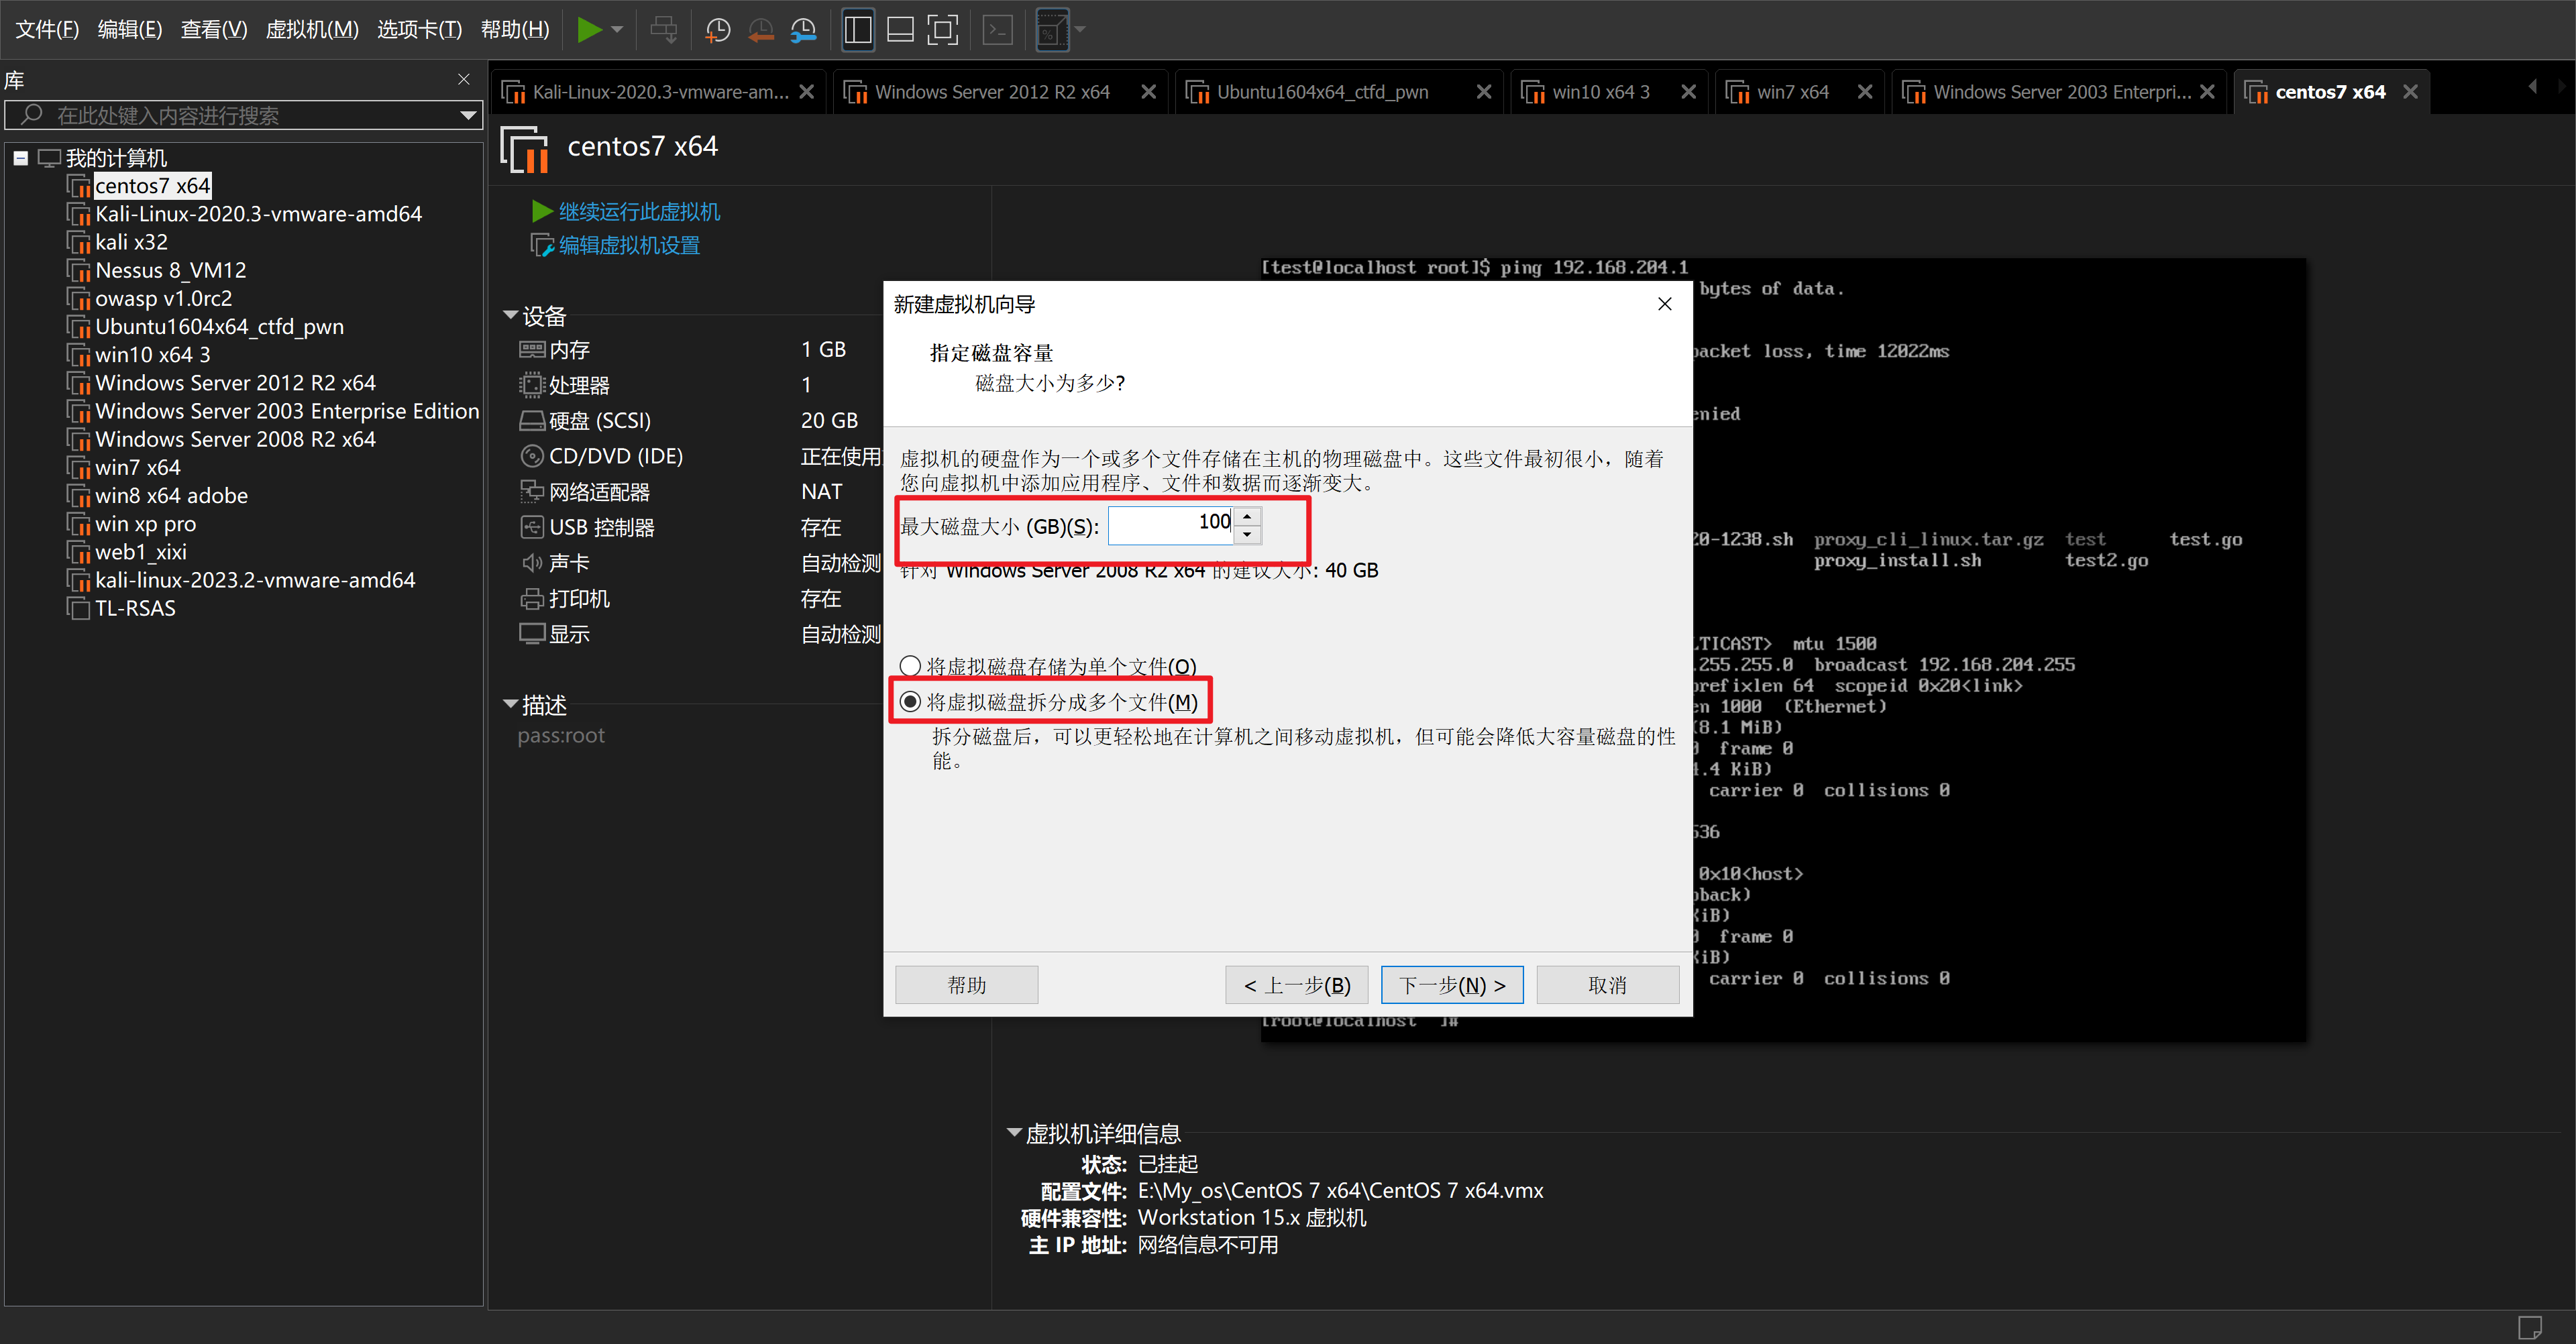 文件(F) 编辑(E) 查看(V) 虚拟机(M) 选项卡(T) 帮助(H)
库
在此处键入内容进行搜索
我的计算机
centos7 x64
Kali-Linux-2020.3-vmware-amd64
kali x32
Nessus 8_VM12
owasp v1.0rc2
Ubuntu1604x64_ctfd_pwn
win10 x64 3
Windows Server 2012 R2 x64
Windows Server 2003 Enterprise Edition
Windows Server 2008 R2 x64
win7 x64
win8 x64 adobe
win xp pro
web1_xixi
kali-linux-2023.2-vmware-amd64
TL-RSAS
Kali-Linux-2020.3-vmware-am... Windows Server 2012 R2 x64 Ubuntu1604x64_ctfd_pwn win10 x64 3 win7 x64 Windows Server 2003 Enterpri... centos7 x64
centos7 x64
继续运行此虚拟机
编辑虚拟机设置
设备
内存 1 GB
处理器 1
硬盘 (SCSI) 20 GB
CD/DVD (IDE) 正在使用
网络适配器 NAT
USB 控制器 存在
声卡 自动检测
打印机 存在
显示 自动检测
描述
pass:root
新建虚拟机向导
指定磁盘容量
磁盘大小为多少?
虚拟机的硬盘作为一个或多个文件存储在主机的物理磁盘中。这些文件最初很小，随着
您向虚拟机中添加应用程序、文件和数据而逐渐变大。
最大磁盘大小 (GB)(S): 100
针对 Windows Server 2008 R2 x64 的建议大小: 40 GB
将虚拟磁盘存储为单个文件(O)
将虚拟磁盘拆分成多个文件(M)
拆分磁盘后，可以更轻松地在计算机之间移动虚拟机，但可能会降低大容量磁盘的性
能。
帮助 < 上一步(B) 下一步(N) > 取消
[test@localhost root]$ ping 192.168.204.1
bytes of data.
packet loss, time 12022ms
enied
20-1238.sh proxy_cli_linux.tar.gz test test.go
proxy_install.sh test2.go
LTICAST> mtu 1500
.255.255.0 broadcast 192.168.204.255
prefixlen 64 scopeid 0x20<link>
en 1000 (Ethernet)
(8.1 MiB)
0 frame 0
.4 KiB)
carrier 0 collisions 0
536
0x10<host>
pback)
KiB)
0 frame 0
KiB)
carrier 0 collisions 0
[root@localhost ]#
虚拟机详细信息
状态: 已挂起
配置文件: E:\My_os\CentOS 7 x64\CentOS 7 x64.vmx
硬件兼容性: Workstation 15.x 虚拟机
主 IP 地址: 网络信息不可用